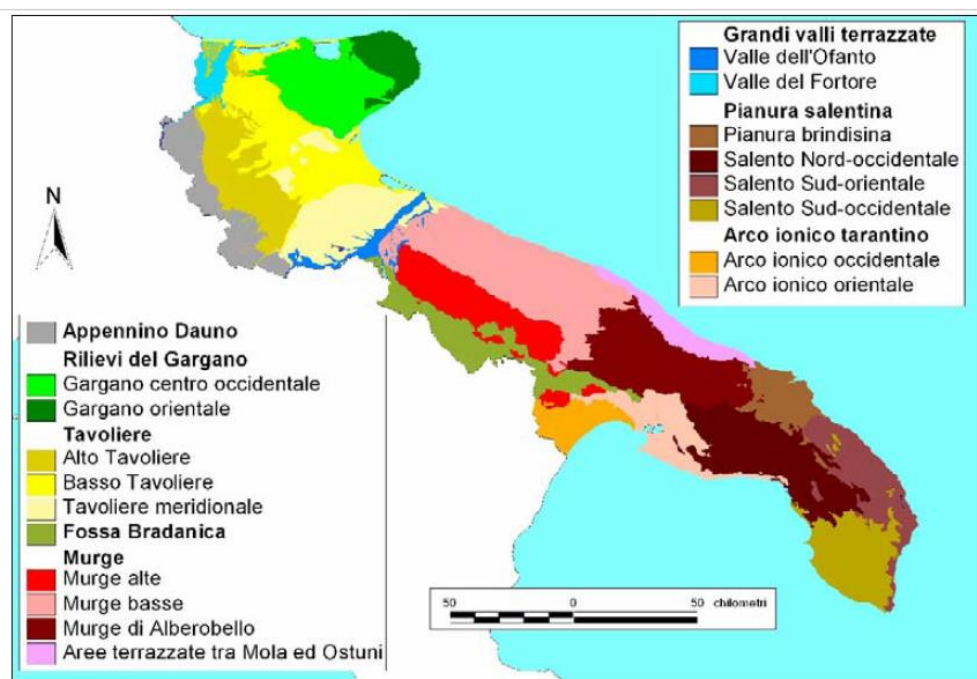 Grandi valli terrazzate
Valle dell'Ofanto
Valle del Fortore
Pianura salentina
Pianura brindisina
Salento Nord-occidentale
Salento Sud-orientale
Salento Sud-occidentale
Arco ionico tarantino
Arco ionico occidentale
Arco ionico orientale
N
Appennino Dauno
Rilievi del Gargano
Gargano centro occidentale
Gargano orientale
Tavoliere
Alto Tavoliere
Basso Tavoliere
Tavoliere meridionale
Fossa Bradanica
Murge
Murge alte
Murge basse
Murge di Alberobello
Aree terrazzate tra Mola ed Ostuni
50 0 50 chilometri